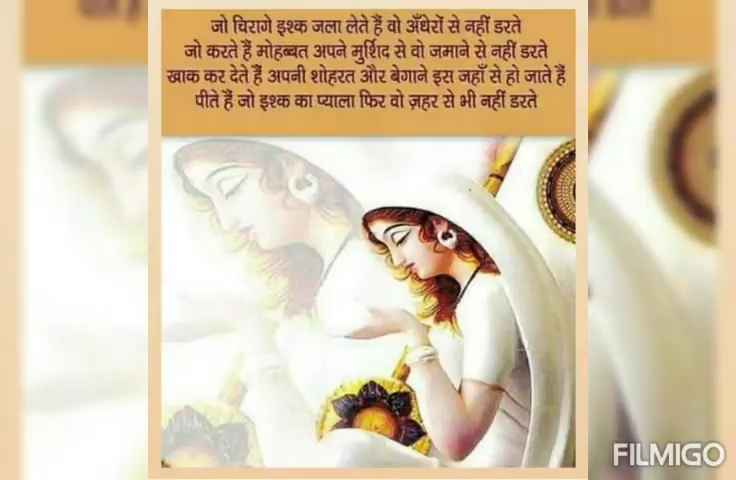 जो चिरागे इश्क जला लेते हैं वो अँधेरों से नहीं डरते
जो करते हैं मोहब्बत अपने मुर्शिद से वो जमाने से नहीं डरते
खाक कर देते हैं अपनी शोहरत और बेगाने इस जहाँ से हो जाते हैं
पीते हैं जो इश्क का प्याला फिर वो ज़हर से भी नहीं डरते
FILMIGO